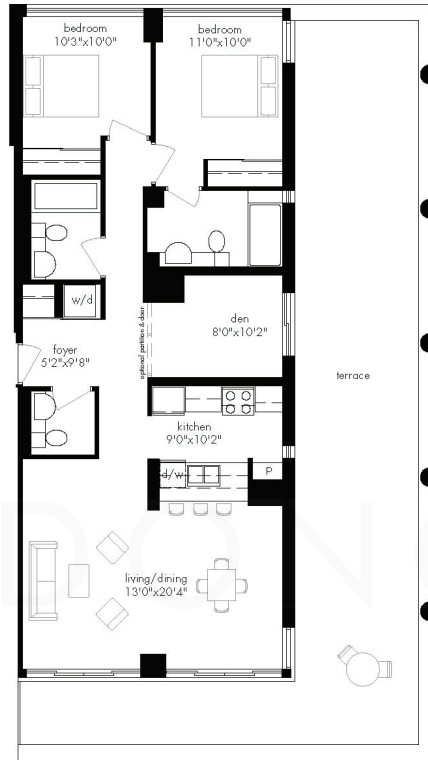 bedroom
10'3"x10'0"
bedroom
11'0"x10'0"
w/d
optional partition & door
den
8'0"x10'2"
foyer
5'2"x9'8"
terrace
kitchen
9'0"x10'2"
d/w
P
living/dining
13'0"x20'4"
DONG